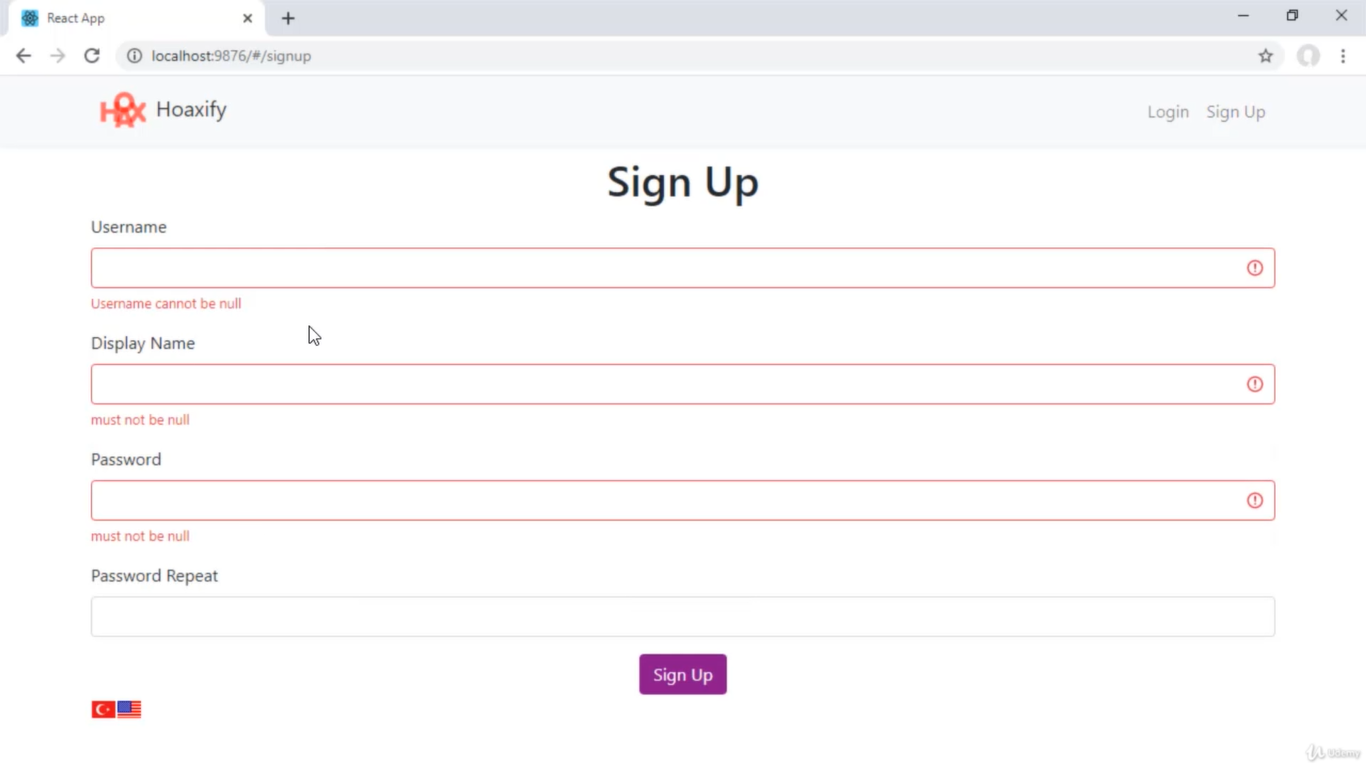 React App
localhost:9876/#/signup
HOAX Hoaxify
Login Sign Up
Sign Up
Username
Username cannot be null
Display Name
must not be null
Password
must not be null
Password Repeat
Sign Up
Udemy